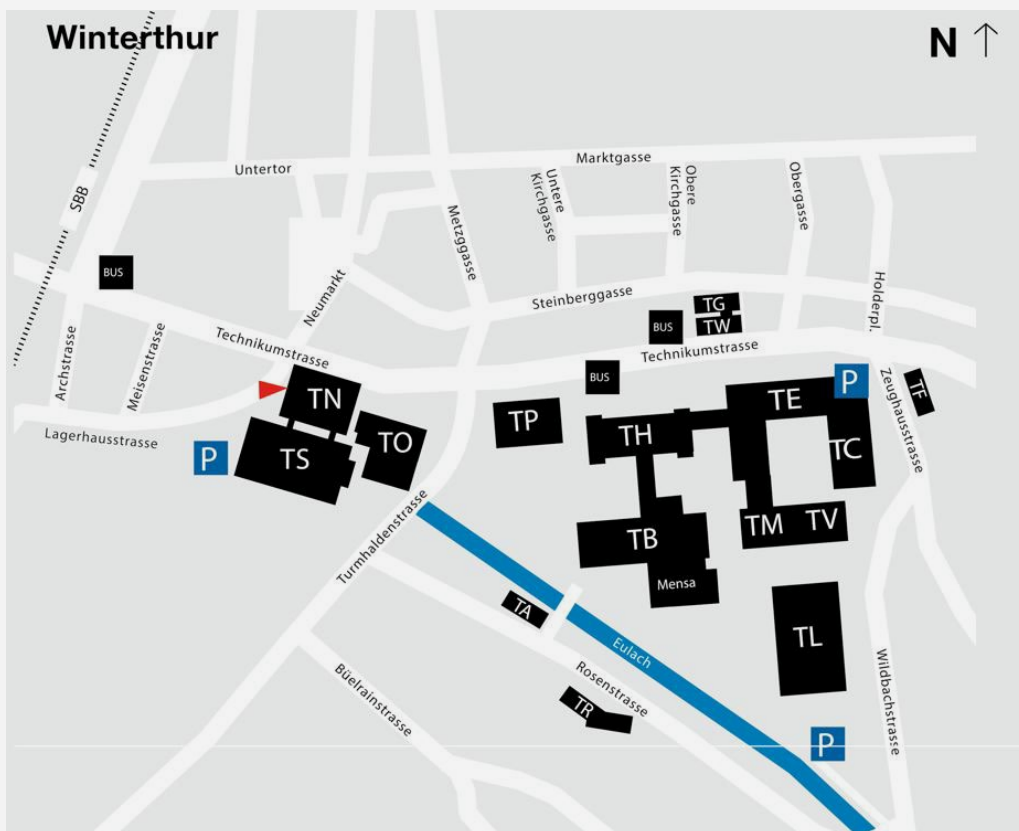 Winterthur
N
Marktgasse
Untertor
SBB
Untere
Kirchgasse
Obere
Kirchgasse
Obergasse
Metzggasse
BUS
Neumarkt
Steinberggasse
Holderpl.
TG
TW
BUS
Technikumstrasse
Technikumstrasse
Archstrasse
Meisenstrasse
BUS
P
TF
Zeughausstrasse
TN
TE
TP
TH
TO
Lagerhausstrasse
P
TS
TC
Turmhaldenstrasse
TM
TV
TB
Mensa
TA
TL
Eulach
Rosenstrasse
Wildbachstrasse
Büelrainstrasse
TR
P